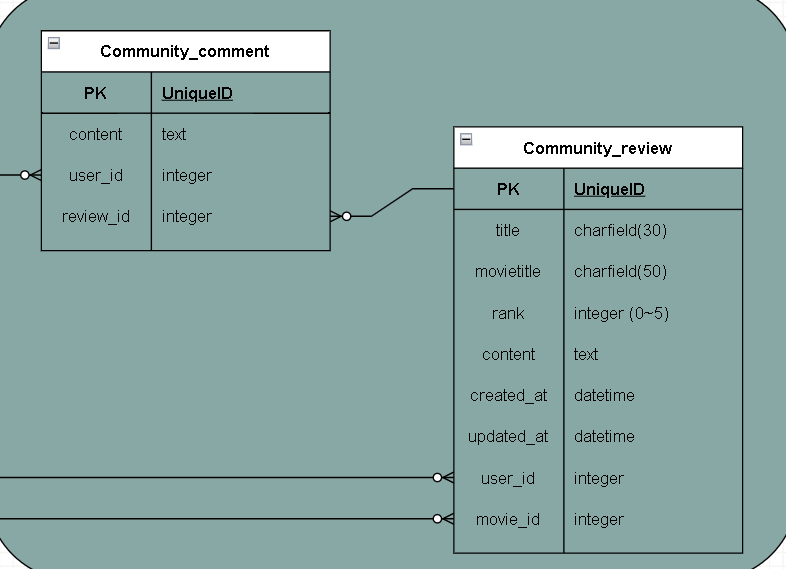 Community_comment
PK UniqueID
content text
user_id integer
review_id integer
Community_review
PK UniqueID
title charfield(30)
movietitle charfield(50)
rank integer (0~5)
content text
created_at datetime
updated_at datetime
user_id integer
movie_id integer